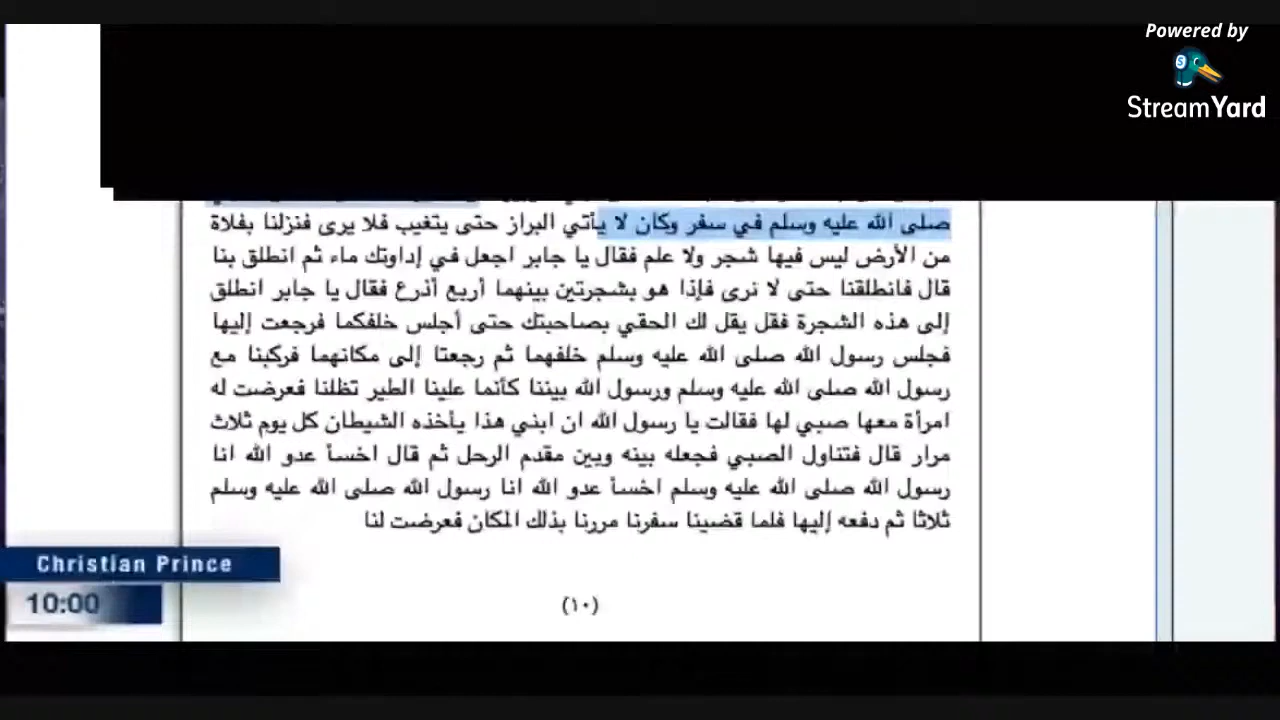 Powered by
StreamYard
صلى الله عليه وسلم في سفر وكان لا يأتي البراز حتى يتغيب فلا يرى فنزلنا بفلاة
من الأرض ليس فيها شجر ولا علم فقال يا جابر اجعل في إداوتك ماء ثم انطلق بنا
قال فانطلقنا حتى لا نرى فإذا هو بشجرتين بينهما أربع أذرع فقال يا جابر انطلق
إلى هذه الشجرة فقل يقل لك الحقي بصاحبتك حتى أجلس خلفكما فرجعت إليها
فجلس رسول الله صلى الله عليه وسلم خلفهما ثم رجعتا إلى مكانهما فركبنا مع
رسول الله صلى الله عليه وسلم ورسول الله بيننا كأنما علينا الطير تظلنا فعرضت له
امرأة معها صبي لها فقالت يا رسول الله ان ابني هذا يأخذه الشيطان كل يوم ثلاث
مرار قال فتناول الصبي فجعله بينه وبين مقدم الرحل ثم قال اخسأ عدو الله انا
رسول الله صلى الله عليه وسلم اخسأ عدو الله انا رسول الله صلى الله عليه وسلم
ثلاثا ثم دفعه إليها فلما قضينا سفرنا مررنا بذلك المكان فعرضت لنا
Christian Prince
10:00
(١٠)